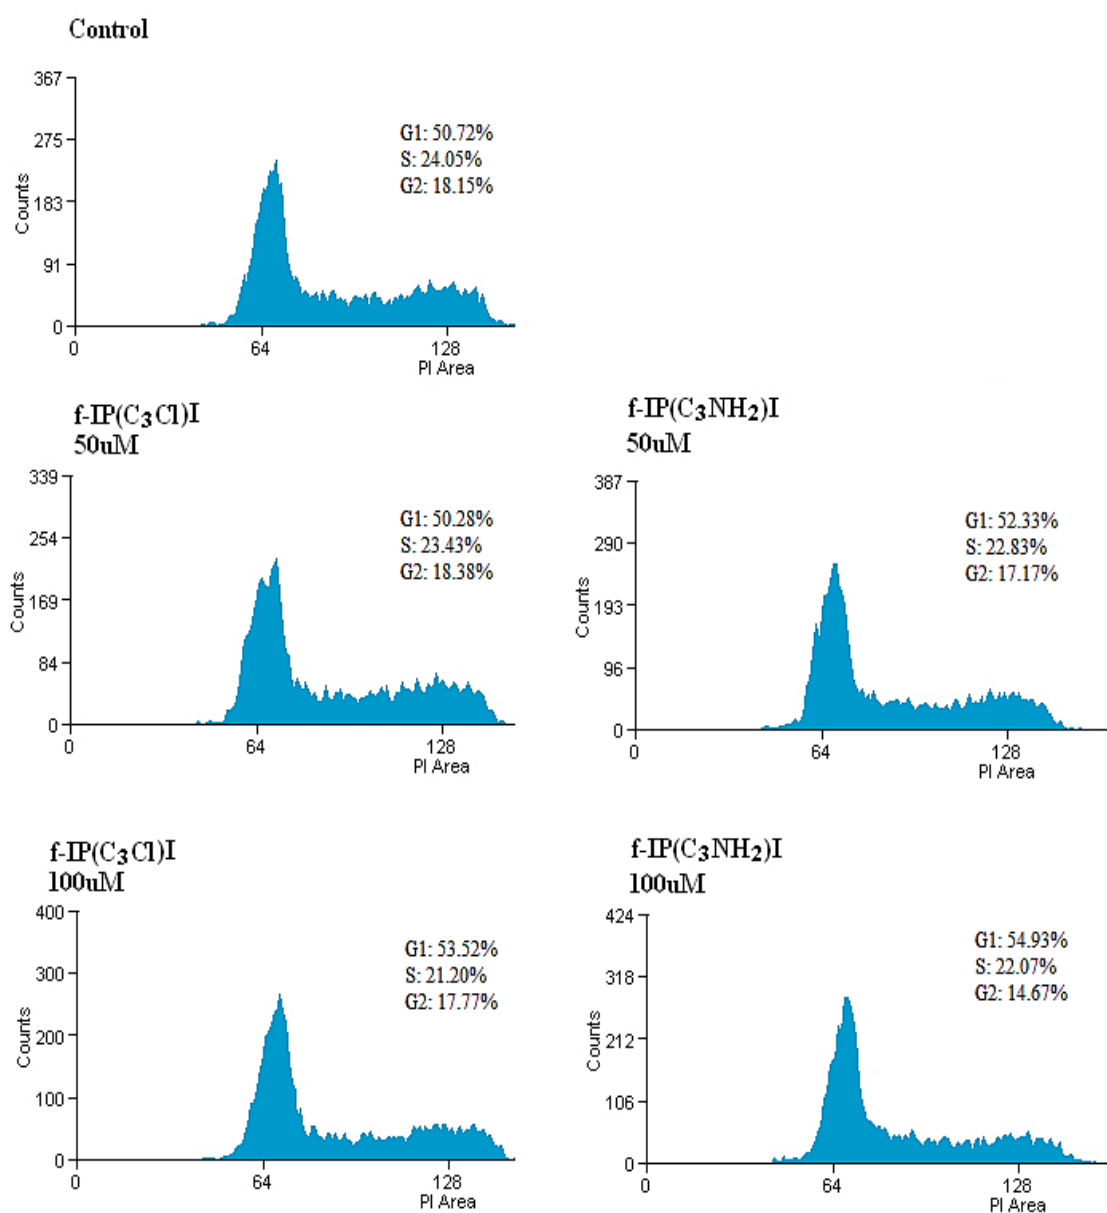 Control
367
275
183
91
0
Counts
G1: 50.72%
S: 24.05%
G2: 18.15%
0 64 128
PI Area
f-IP(C3Cl)I
50uM
339
254
169
84
0
Counts
G1: 50.28%
S: 23.43%
G2: 18.38%
0 64 128
PI Area
f-IP(C3NH2)I
50uM
387
290
193
96
0
Counts
G1: 52.33%
S: 22.83%
G2: 17.17%
0 64 128
PI Area
f-IP(C3Cl)I
100uM
400
300
200
100
0
Counts
G1: 53.52%
S: 21.20%
G2: 17.77%
0 64 128
PI Area
f-IP(C3NH2)I
100uM
424
318
212
106
0
Counts
G1: 54.93%
S: 22.07%
G2: 14.67%
0 64 128
PI Area